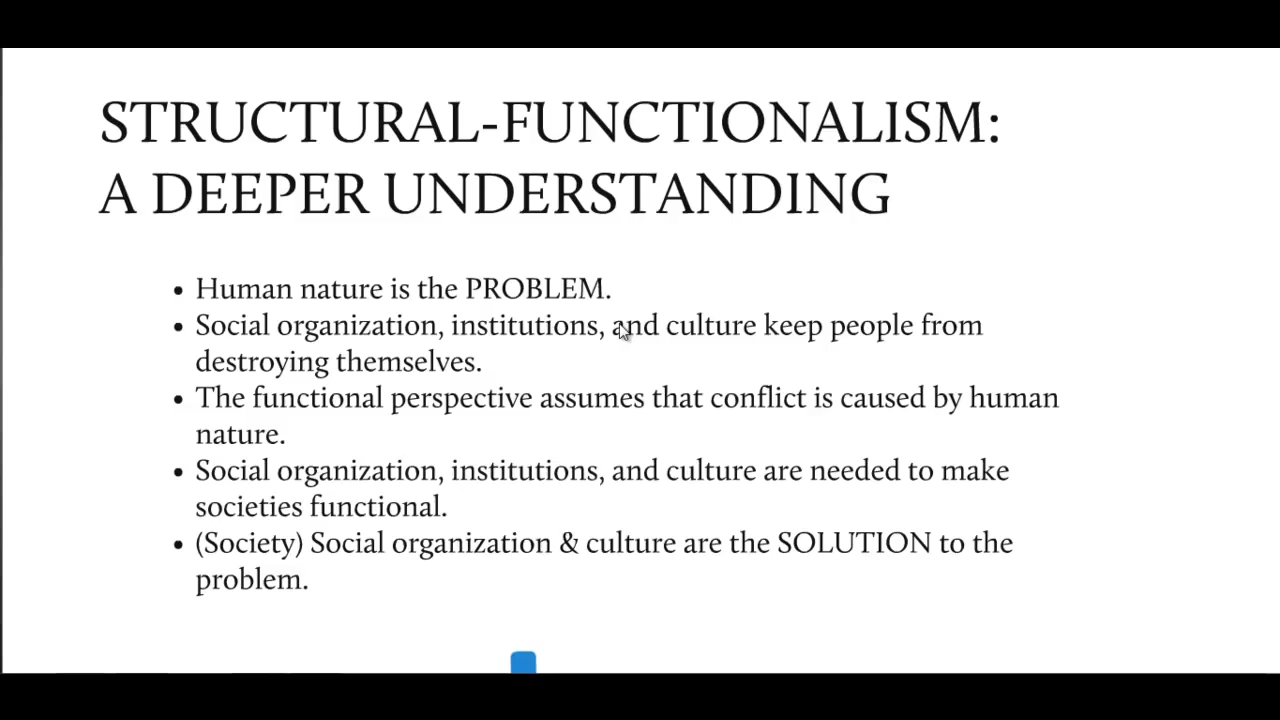 STRUCTURAL-FUNCTIONALISM:
A DEEPER UNDERSTANDING
• Human nature is the PROBLEM.
• Social organization, institutions, and culture keep people from
destroying themselves.
• The functional perspective assumes that conflict is caused by human
nature.
• Social organization, institutions, and culture are needed to make
societies functional.
• (Society) Social organization & culture are the SOLUTION to the
problem.